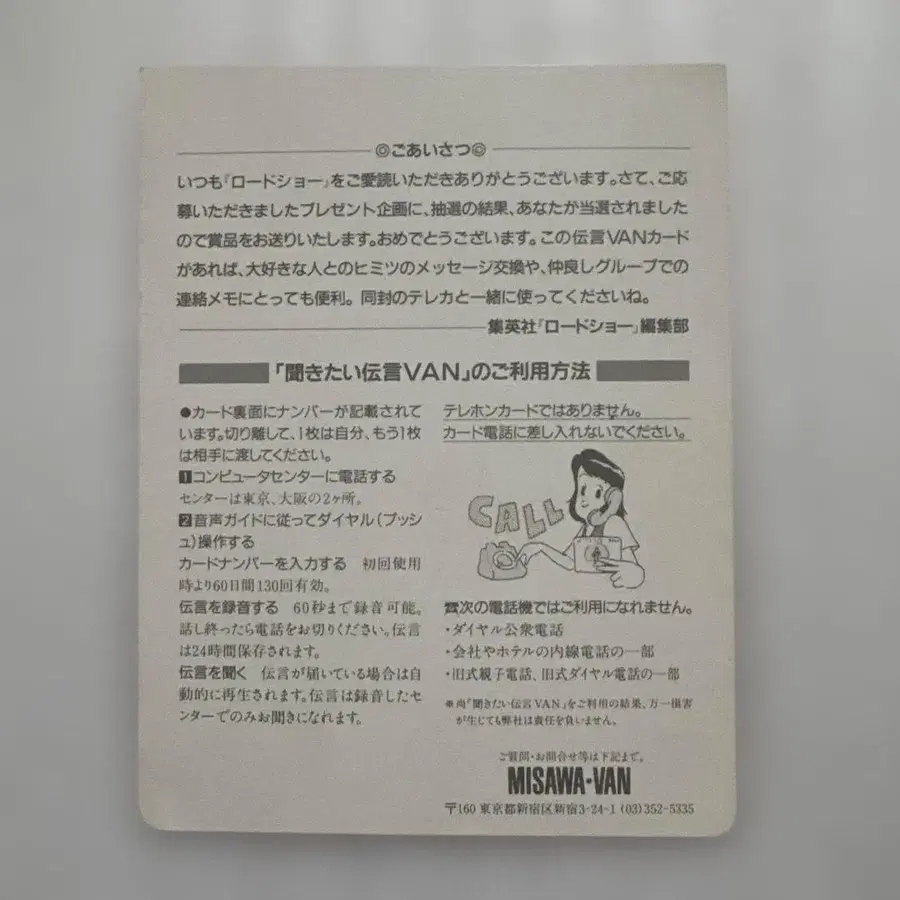 ◎ごあいさつ◎
いつも『ロードショー』をご愛読いただきありがとうございます。さて、ご応
募いただきましたプレゼント企画に、抽選の結果、あなたが当選されました
ので賞品をお送りいたします。おめでとうございます。この伝言VANカード
があれば、大好きな人とのヒミツのメッセージ交換や、仲良しグループでの
連絡メモにとっても便利。同封のテレカと一緒に使ってくださいね。
集英社『ロードショー』編集部
「聞きたい伝言VAN」のご利用方法
●カード裏面にナンバーが記載されて
います。切り離して、1枚は自分、もう1枚
は相手に渡してください。
1コンピュータセンターに電話する
センターは東京、大阪の2ヶ所。
2音声ガイドに従ってダイヤル(プッシ
ュ)操作する
カードナンバーを入力する 初回使用
時より60日間130回有効。
伝言を録音する 60秒まで録音可能。
話し終ったら電話をお切りください。伝言
は24時間保存されます。
伝言を聞く 伝言が届いている場合は自
動的に再生されます。伝言は録音したセ
ンターでのみお聞きになれます。
テレホンカードではありません。
カード電話に差し入れないでください。
CALL
☎次の電話機ではご利用になれません。
・ダイヤル公衆電話
・会社やホテルの内線電話の一部
・旧式親子電話、旧式ダイヤル電話の一部
※尚「聞きたい伝言VAN」をご利用の結果、万一損害
が生じても弊社は責任を負いません。
ご質問・お問合せ等は下記まで。
MISAWA・VAN
〒160 東京都新宿区新宿3-24-1 (03)352-5335